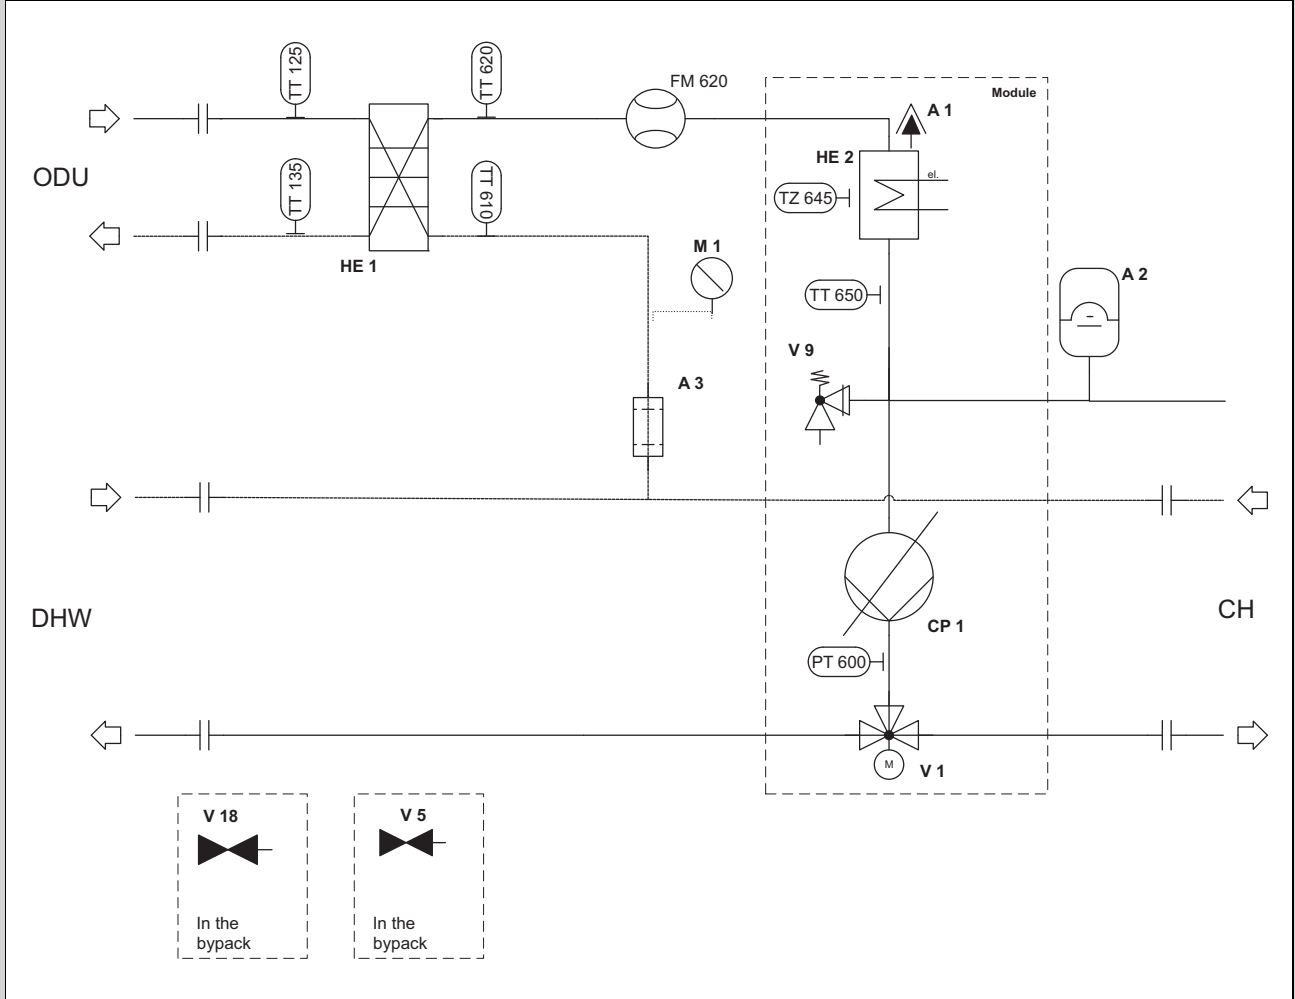 TT 125
TT 620
FM 620
Module
A 1
HE 2
ODU
TT 135
TT 610
el.
TZ 645
M 1
HE 1
A 2
TT 650
V 9
A 3
DHW
CH
CP 1
PT 600
M
V 1
V 18
V 5
In the
bypack
In the
bypack